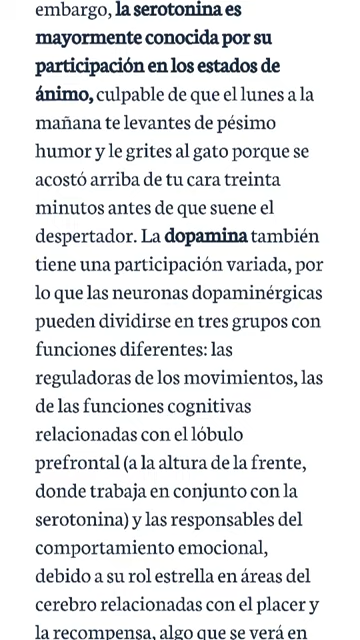 embargo, la serotonina es
mayormente conocida por su
participación en los estados de
ánimo, culpable de que el lunes a la
mañana te levantes de pésimo
humor y le grites al gato porque se
acostó arriba de tu cara treinta
minutos antes de que suene el
despertador. La dopamina también
tiene una participación variada, por
lo que las neuronas dopaminérgicas
pueden dividirse en tres grupos con
funciones diferentes: las
reguladoras de los movimientos, las
de las funciones cognitivas
relacionadas con el lóbulo
prefrontal (a la altura de la frente,
donde trabaja en conjunto con la
serotonina) y las responsables del
comportamiento emocional,
debido a su rol estrella en áreas del
cerebro relacionadas con el placer y
la recompensa, algo que se verá en